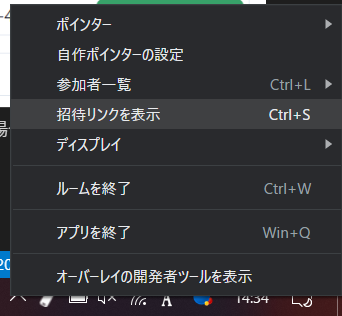 ポインター
自作ポインターの設定
参加者一覧 Ctrl+L
招待リンクを表示 Ctrl+S
ディスプレイ
ルームを終了 Ctrl+W
アプリを終了 Win+Q
オーバーレイの開発者ツールを表示
A 14:34